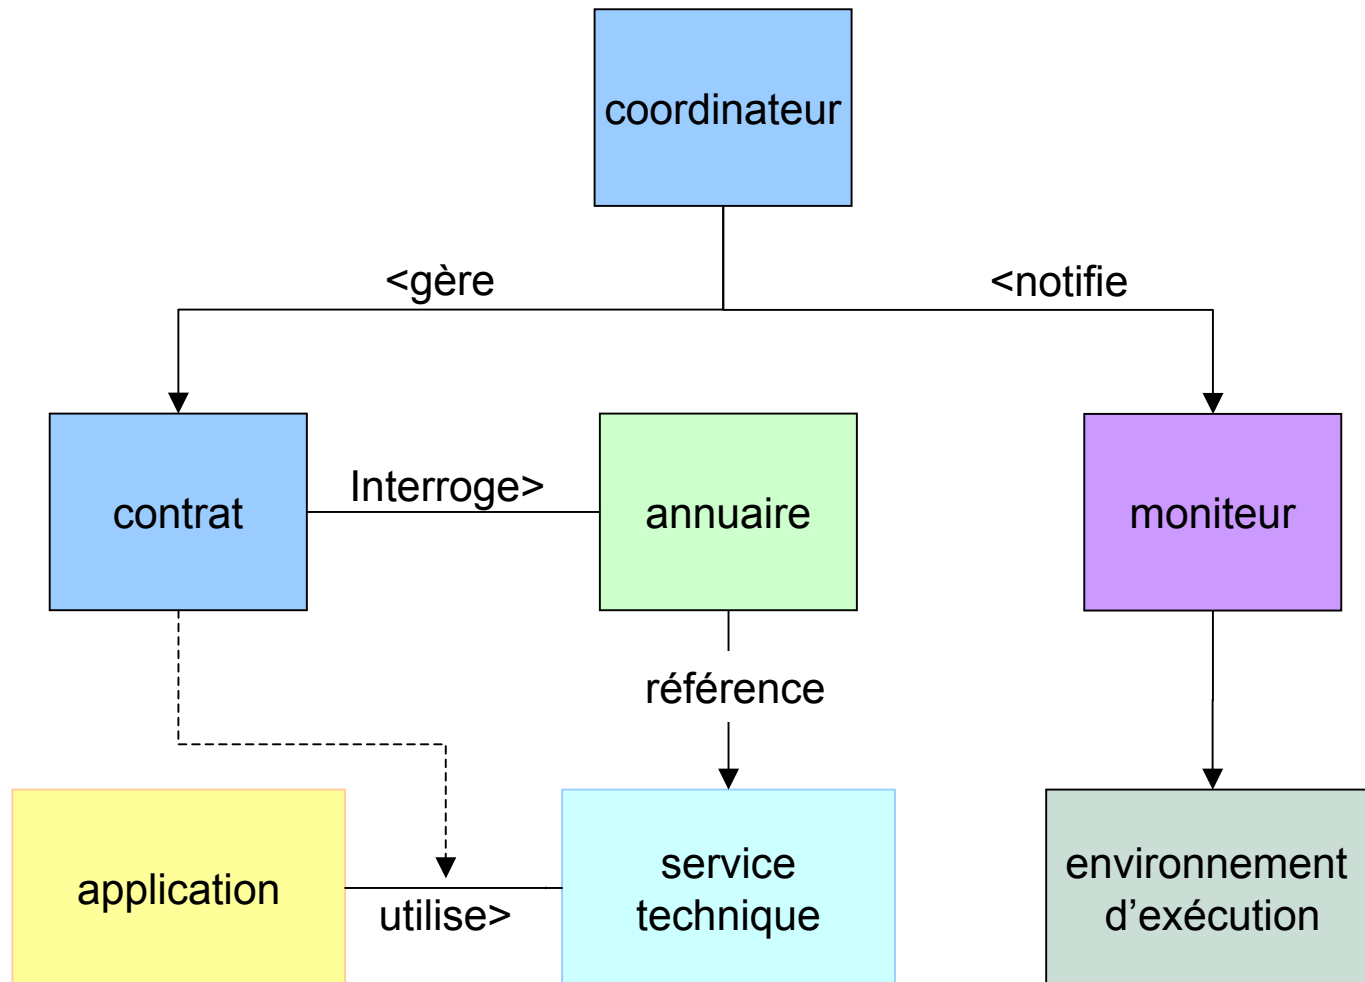 coordinateur
<gère
<notifie
contrat
Interroge>
annuaire
moniteur
référence
application
utilise>
service
technique
environnement
d’exécution